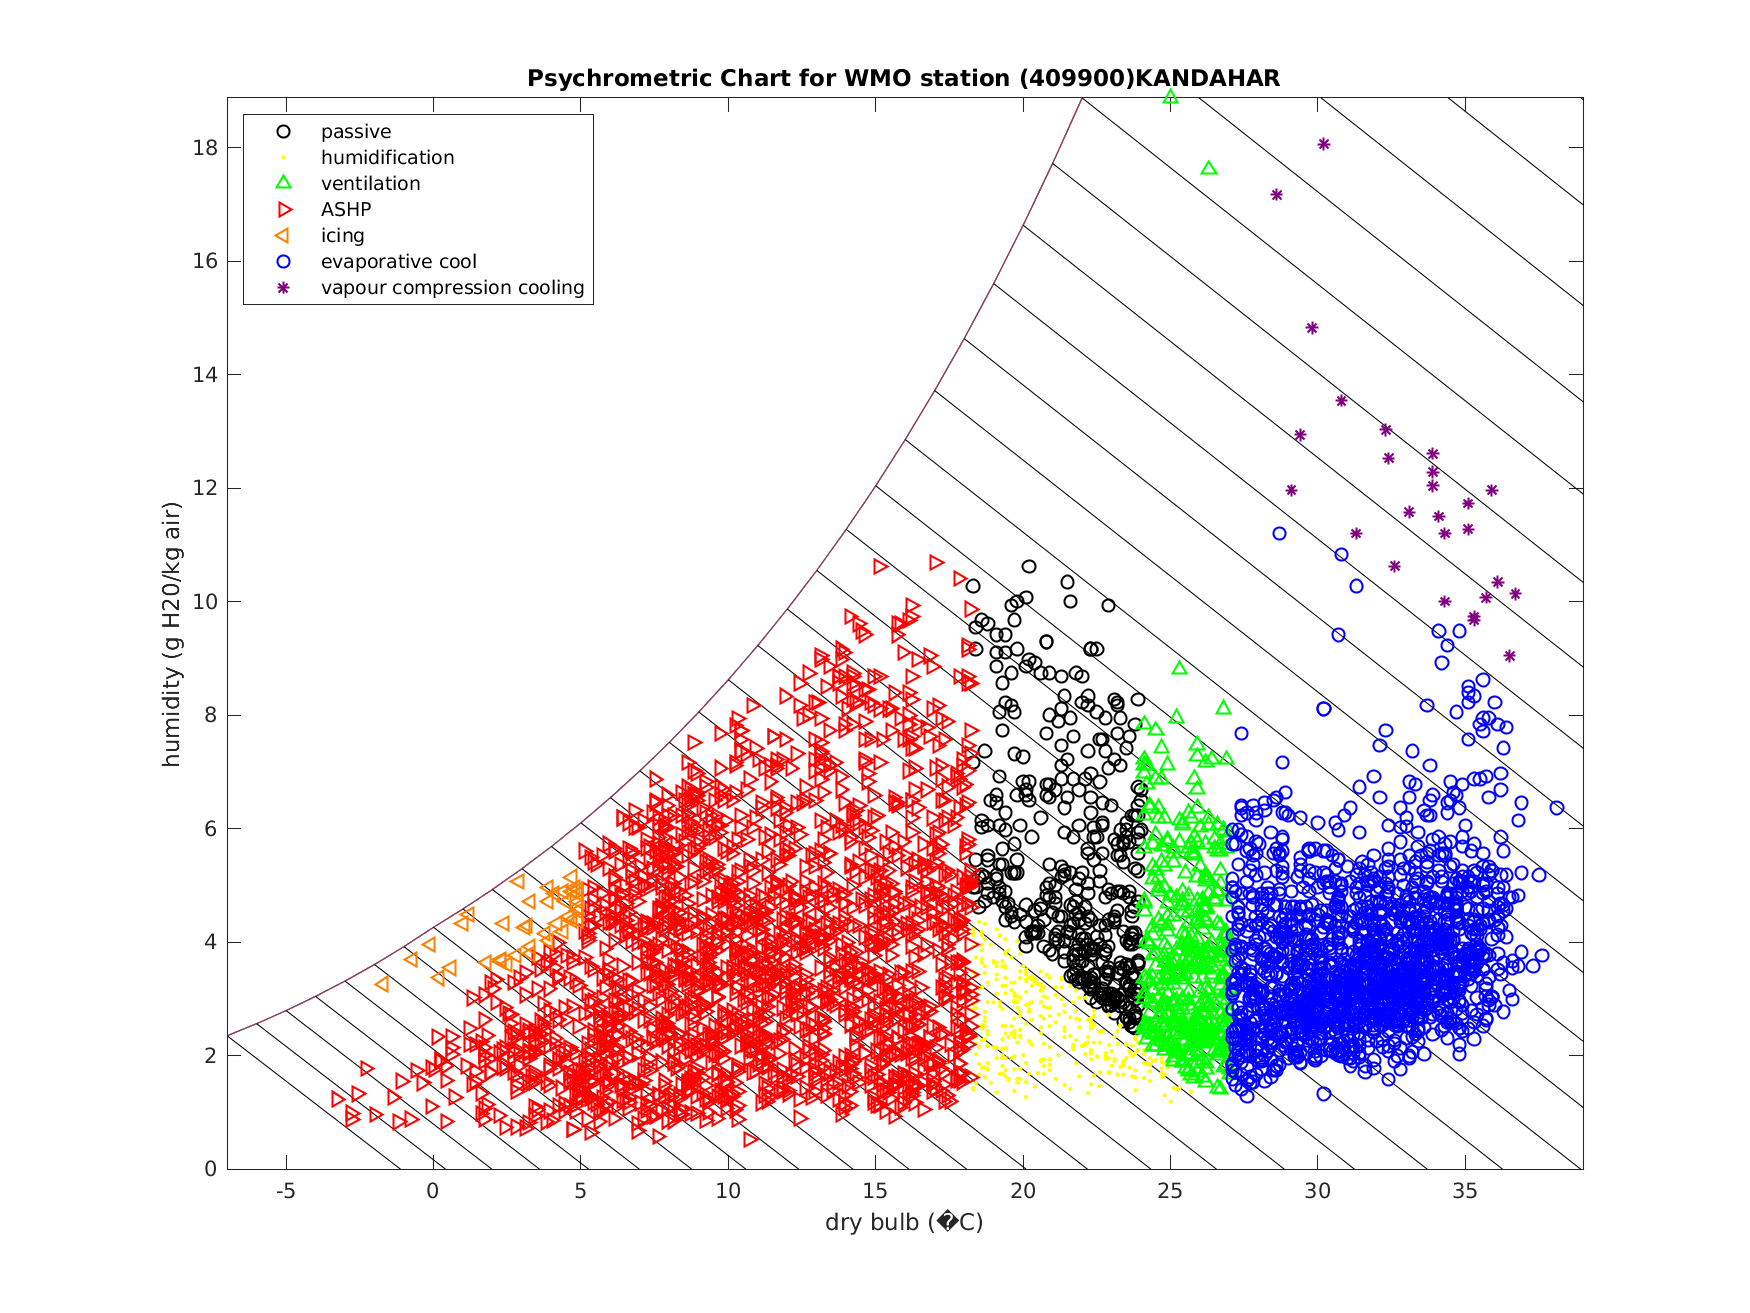 Psychrometric Chart for WMO station (409900)KANDAHAR
passive
humidification
ventilation
ASHP
icing
evaporative cool
vapour compression cooling
humidity (g H20/kg air)
18
16
14
12
10
8
6
4
2
0
-5 0 5 10 15 20 25 30 35
dry bulb (�C)